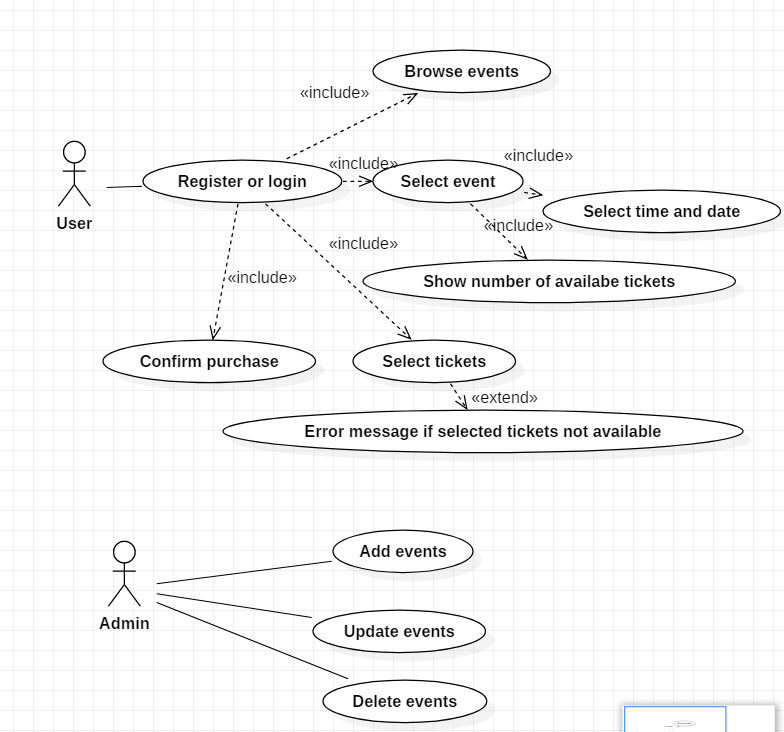 Browse events
«include»
«include»
«include»
Register or login
Select event
Select time and date
User
«include»
«include»
«include»
Show number of availabe tickets
Confirm purchase
Select tickets
«extend»
Error message if selected tickets not available
Add events
Admin
Update events
Delete events